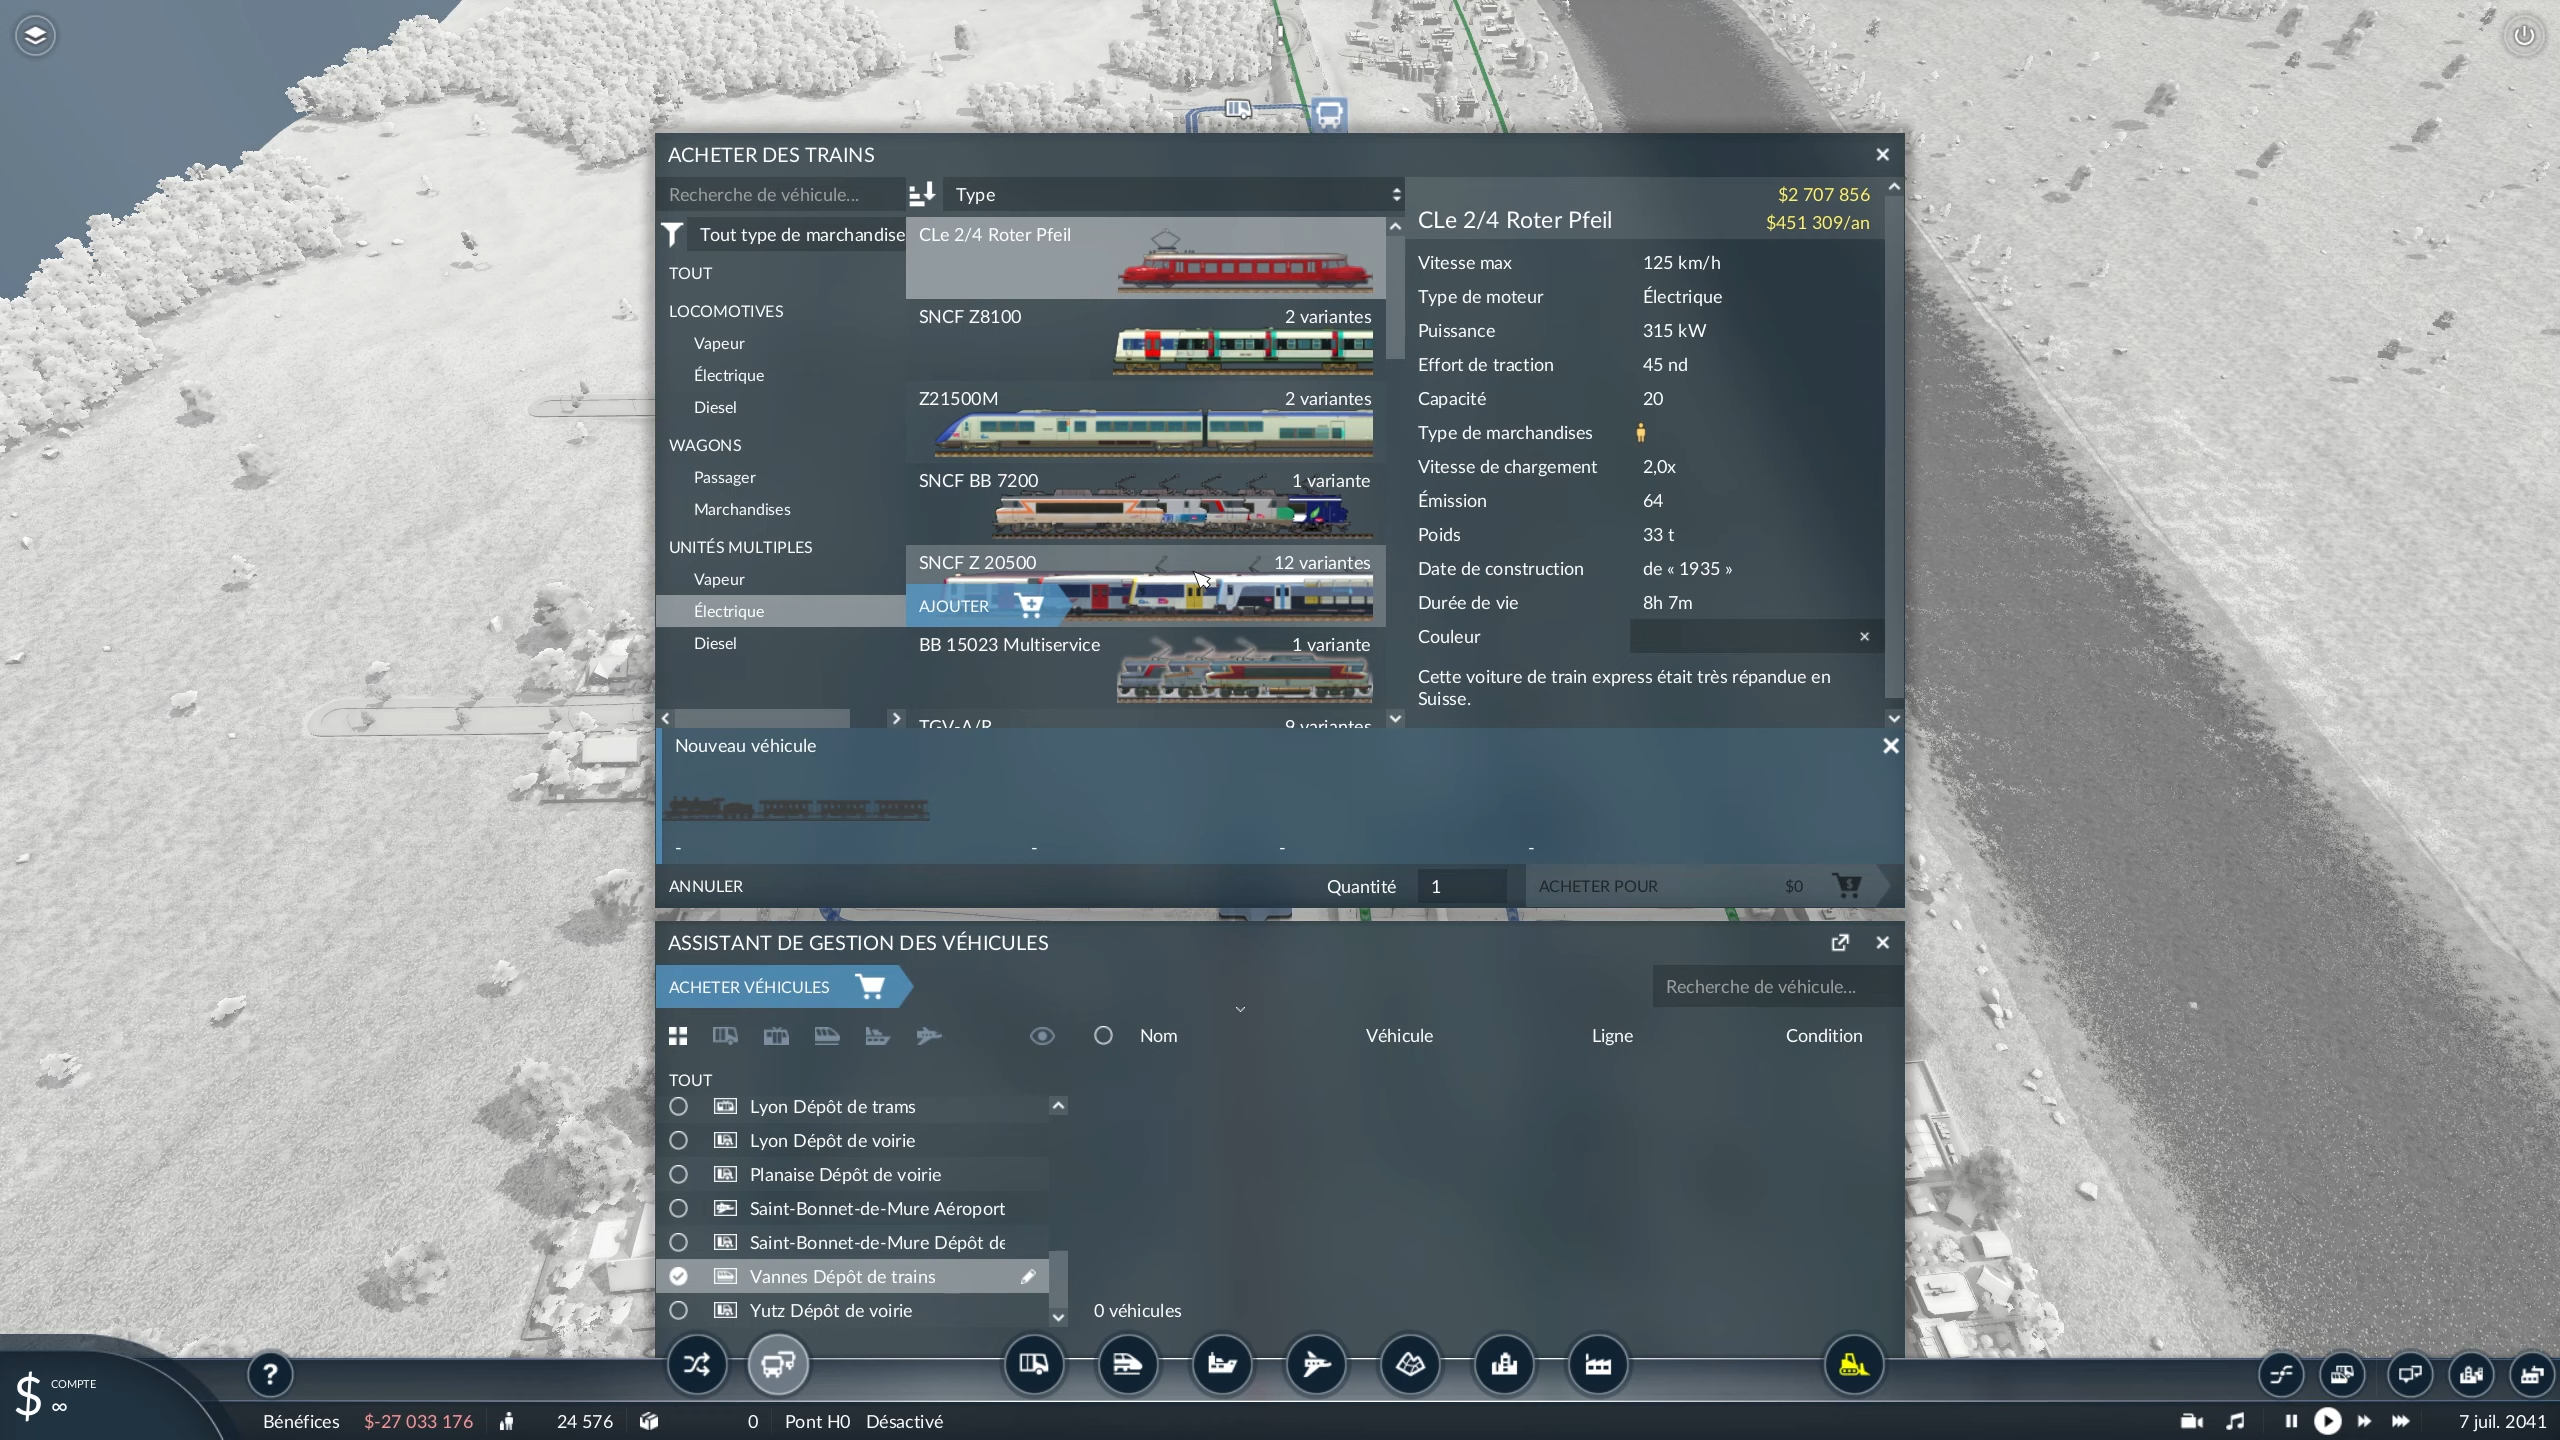 ACHETER DES TRAINS
Recherche de véhicule...
Type
Tout type de marchandise
TOUT
LOCOMOTIVES
Vapeur
Électrique
Diesel
WAGONS
Passager
Marchandises
UNITÉS MULTIPLES
Vapeur
Électrique
Diesel
CLe 2/4 Roter Pfeil
SNCF Z8100 2 variantes
Z21500M 2 variantes
SNCF BB 7200 1 variante
SNCF Z 20500 12 variantes
AJOUTER
BB 15023 Multiservice 1 variante
TGV-A/R 9 variantes
$2 707 856
CLe 2/4 Roter Pfeil
$451 309/an
Vitesse max 125 km/h
Type de moteur Électrique
Puissance 315 kW
Effort de traction 45 nd
Capacité 20
Type de marchandises
Vitesse de chargement 2,0x
Émission 64
Poids 33 t
Date de construction de « 1935 »
Durée de vie 8h 7m
Couleur
Cette voiture de train express était très répandue en
Suisse.
Nouveau véhicule
- - - -
ANNULER Quantité 1 ACHETER POUR $0
ASSISTANT DE GESTION DES VÉHICULES
ACHETER VÉHICULES Recherche de véhicule...
Nom Véhicule Ligne Condition
TOUT
Lyon Dépôt de trams
Lyon Dépôt de voirie
Planaise Dépôt de voirie
Saint-Bonnet-de-Mure Aéroport
Saint-Bonnet-de-Mure Dépôt de
Vannes Dépôt de trains
Yutz Dépôt de voirie 0 véhicules
$ COMPTE
∞
?
Bénéfices $-27 033 176 24 576 0 Pont H0 Désactivé 7 juil. 2041